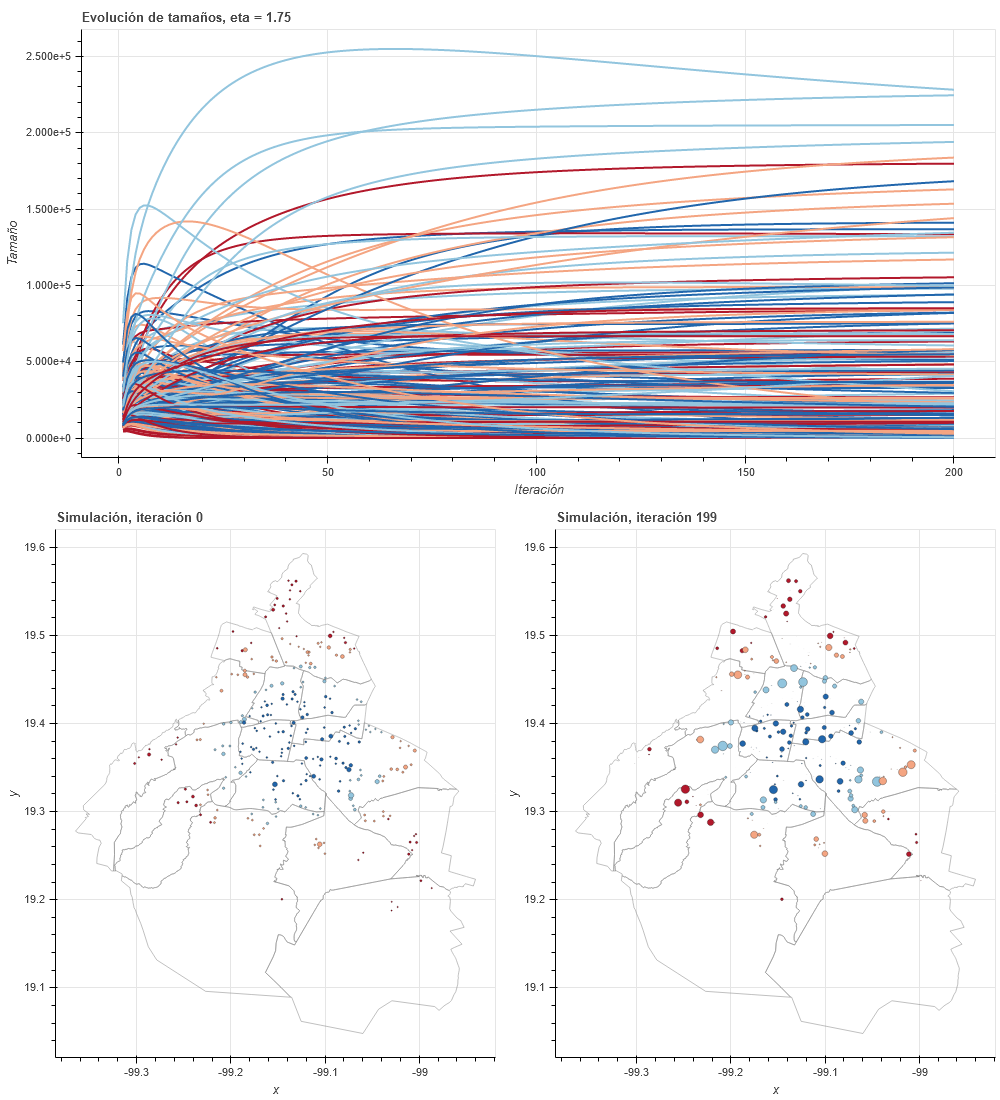 Evolución de tamaños, eta = 1.75
2.500e+5
2.000e+5
1.500e+5
1.000e+5
5.000e+4
0.000e+0
Tamaño
0 50 100 150 200
Iteración
Simulación, iteración 0
19.6
19.5
19.4
19.3
19.2
19.1
y
-99.3 -99.2 -99.1 -99
x
Simulación, iteración 199
19.6
19.5
19.4
19.3
19.2
19.1
y
-99.3 -99.2 -99.1 -99
x